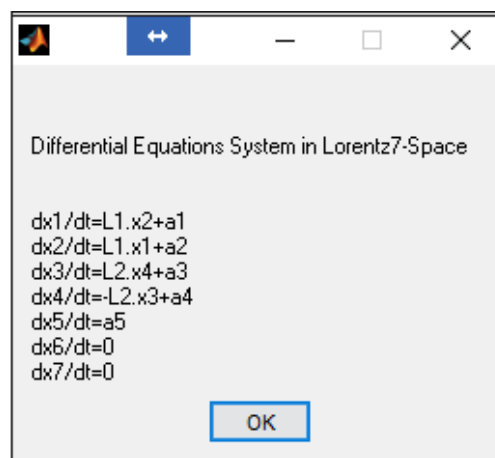 Differential Equations System in Lorentz7-Space
dx1/dt=L1.x2+a1
dx2/dt=L1.x1+a2
dx3/dt=L2.x4+a3
dx4/dt=-L2.x3+a4
dx5/dt=a5
dx6/dt=0
dx7/dt=0
OK